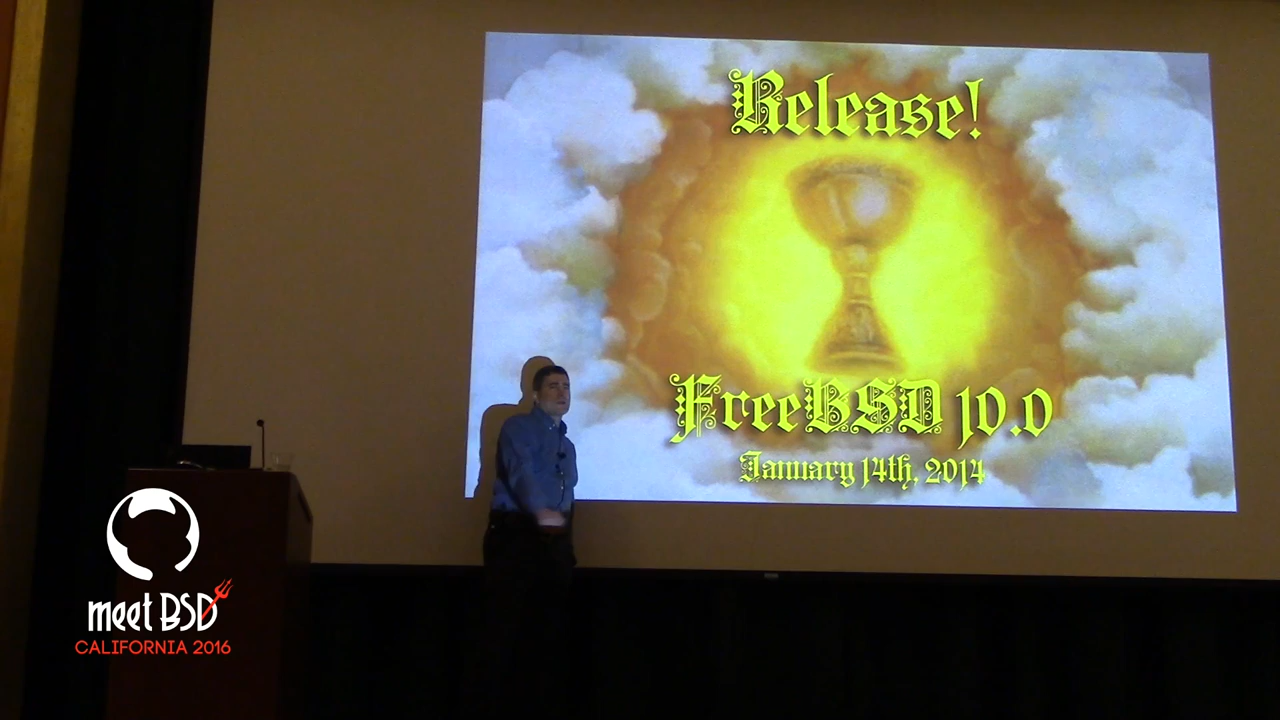 Release!
FreeBSD 10.0
January 14th, 2014
meet BSD
CALIFORNIA 2016